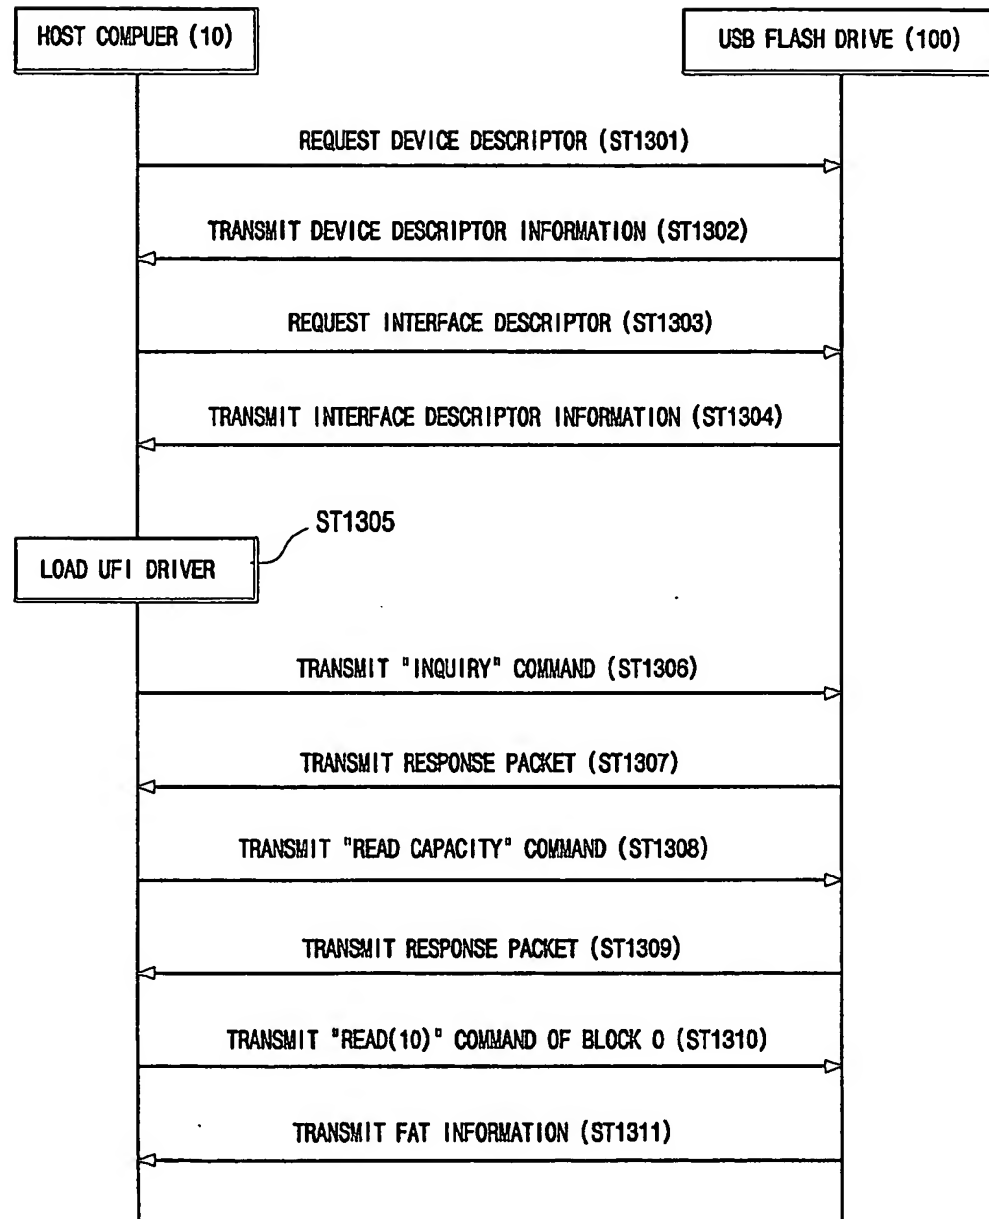 HOST COMPUER (10)
USB FLASH DRIVE (100)
REQUEST DEVICE DESCRIPTOR (ST1301)
TRANSMIT DEVICE DESCRIPTOR INFORMATION (ST1302)
REQUEST INTERFACE DESCRIPTOR (ST1303)
TRANSMIT INTERFACE DESCRIPTOR INFORMATION (ST1304)
ST1305
LOAD UFI DRIVER
TRANSMIT "INQUIRY" COMMAND (ST1306)
TRANSMIT RESPONSE PACKET (ST1307)
TRANSMIT "READ CAPACITY" COMMAND (ST1308)
TRANSMIT RESPONSE PACKET (ST1309)
TRANSMIT "READ(10)" COMMAND OF BLOCK 0 (ST1310)
TRANSMIT FAT INFORMATION (ST1311)